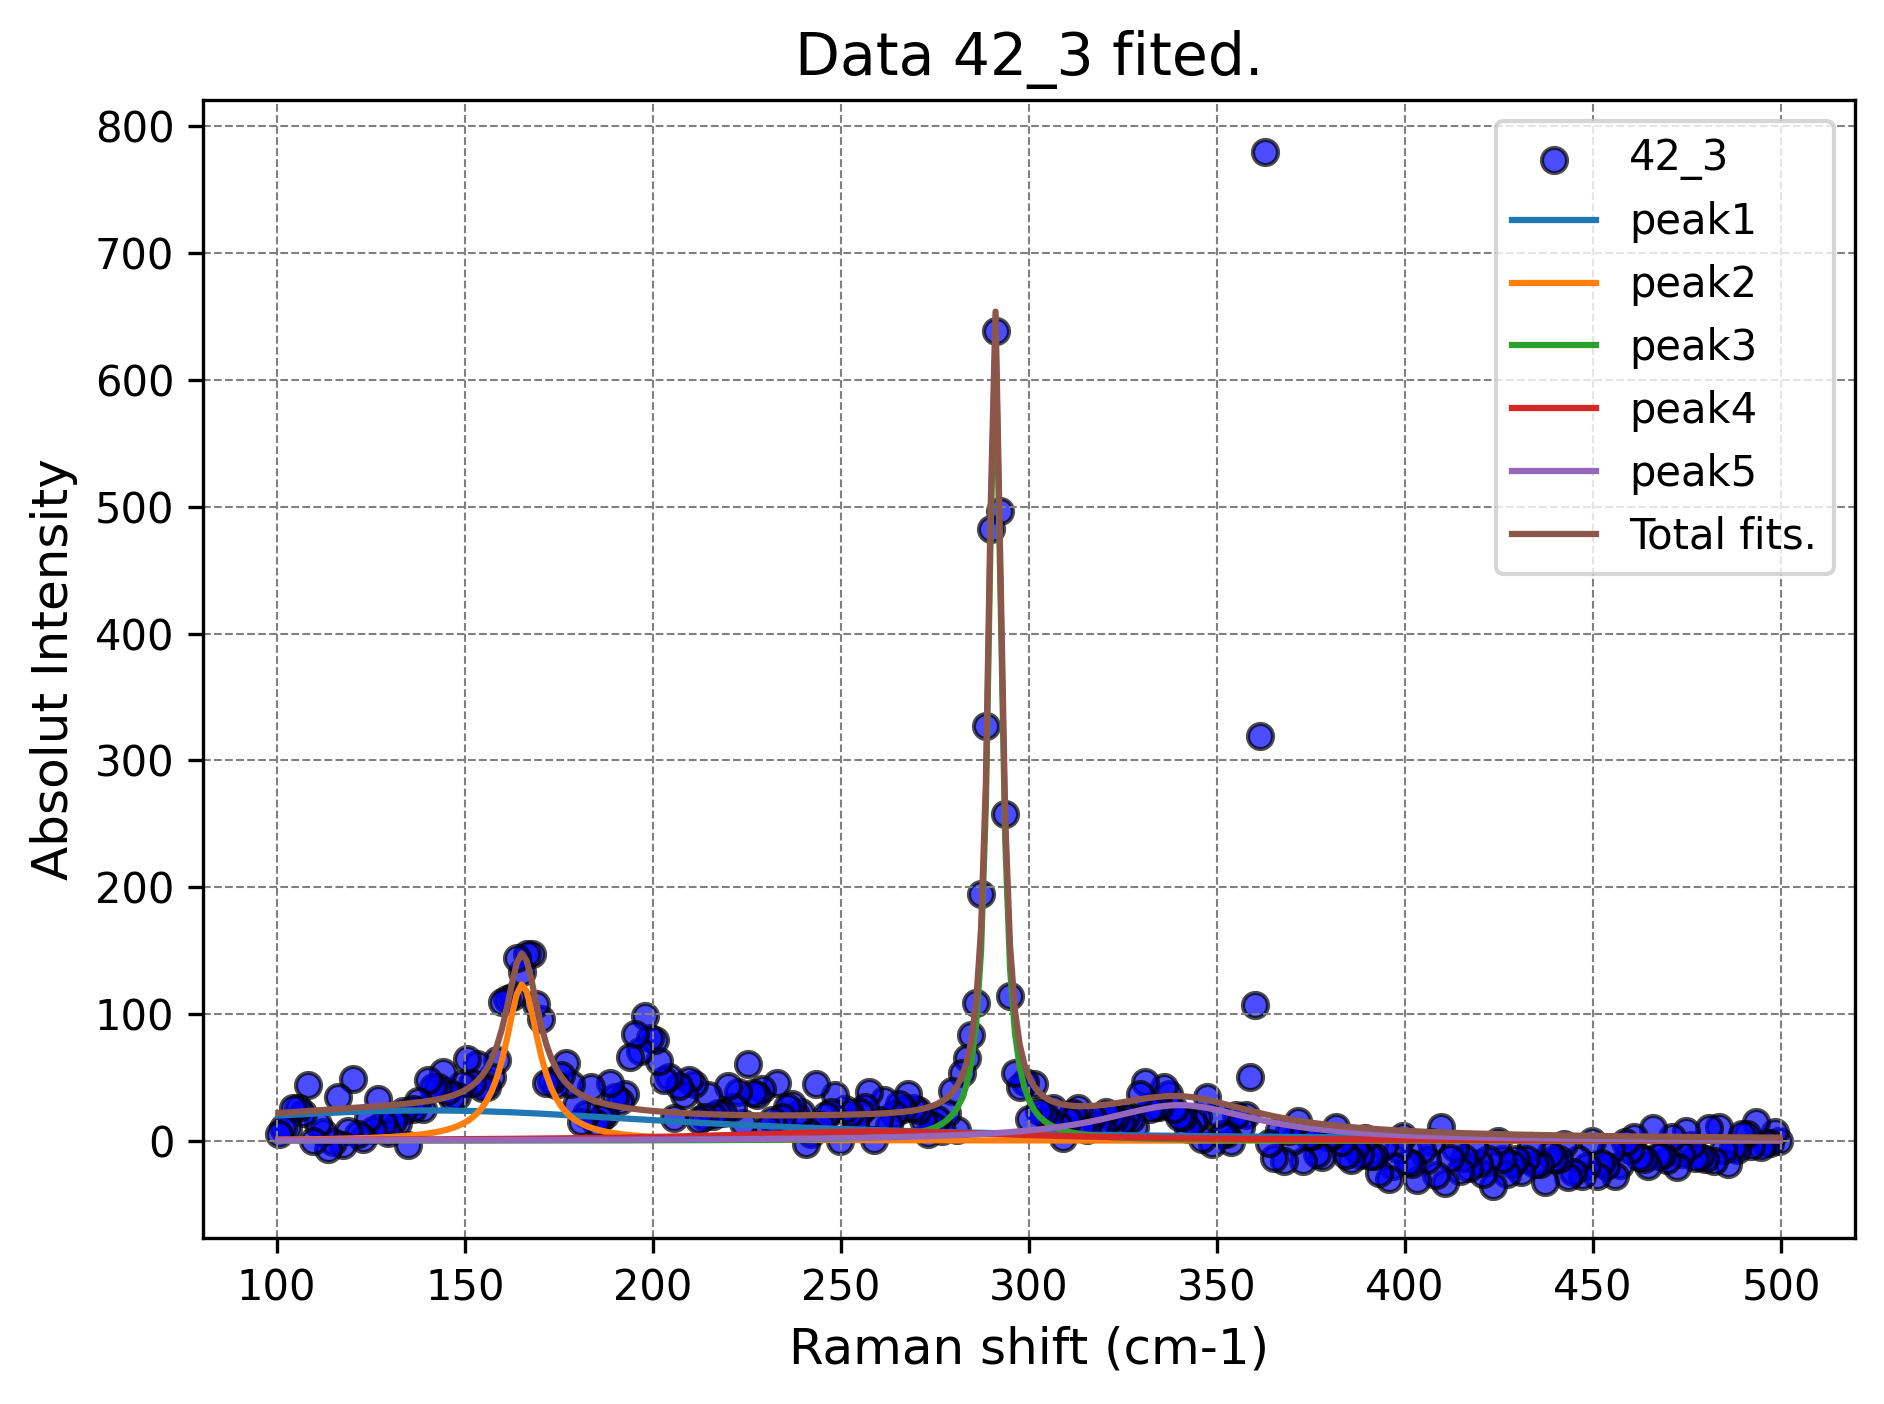 Data 42_3 fited.
800
700
600
500
400
300
200
100
0
Absolut Intensity
42_3
peak1
peak2
peak3
peak4
peak5
Total fits.
100 150 200 250 300 350 400 450 500
Raman shift (cm-1)